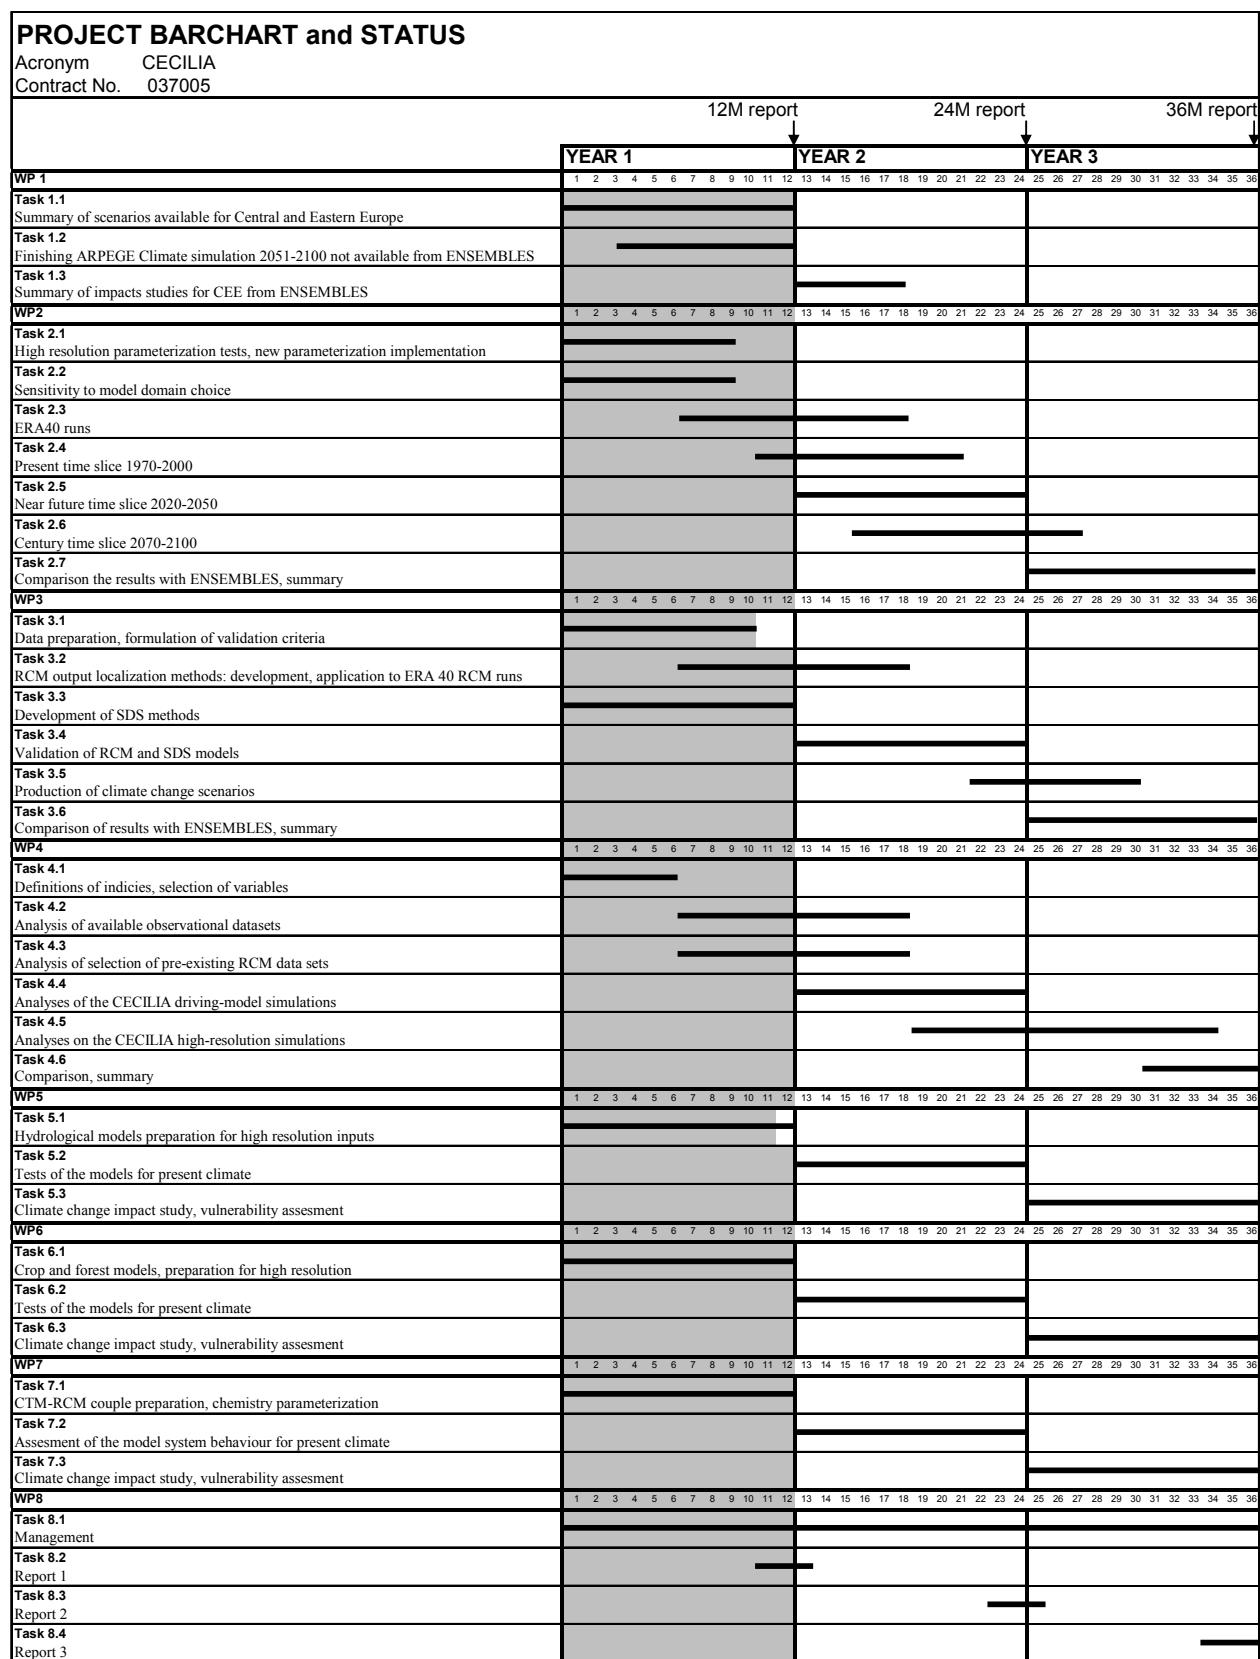 PROJECT BARCHART and STATUS
Acronym CECILIA
Contract No. 037005
12M report 24M report 36M report
YEAR 1 YEAR 2 YEAR 3
WP 1 1 2 3 4 5 6 7 8 9 10 11 12 13 14 15 16 17 18 19 20 21 22 23 24 25 26 27 28 29 30 31 32 33 34 35 36
Task 1.1
Summary of scenarios available for Central and Eastern Europe
Task 1.2
Finishing ARPEGE Climate simulation 2051-2100 not available from ENSEMBLES
Task 1.3
Summary of impacts studies for CEE from ENSEMBLES
WP2 1 2 3 4 5 6 7 8 9 10 11 12 13 14 15 16 17 18 19 20 21 22 23 24 25 26 27 28 29 30 31 32 33 34 35 36
Task 2.1
High resolution parameterization tests, new parameterization implementation
Task 2.2
Sensitivity to model domain choice
Task 2.3
ERA40 runs
Task 2.4
Present time slice 1970-2000
Task 2.5
Near future time slice 2020-2050
Task 2.6
Century time slice 2070-2100
Task 2.7
Comparison the results with ENSEMBLES, summary
WP3 1 2 3 4 5 6 7 8 9 10 11 12 13 14 15 16 17 18 19 20 21 22 23 24 25 26 27 28 29 30 31 32 33 34 35 36
Task 3.1
Data preparation, formulation of validation criteria
Task 3.2
RCM output localization methods: development, application to ERA 40 RCM runs
Task 3.3
Development of SDS methods
Task 3.4
Validation of RCM and SDS models
Task 3.5
Production of climate change scenarios
Task 3.6
Comparison of results with ENSEMBLES, summary
WP4 1 2 3 4 5 6 7 8 9 10 11 12 13 14 15 16 17 18 19 20 21 22 23 24 25 26 27 28 29 30 31 32 33 34 35 36
Task 4.1
Definitions of indicies, selection of variables
Task 4.2
Analysis of available observational datasets
Task 4.3
Analysis of selection of pre-existing RCM data sets
Task 4.4
Analyses of the CECILIA driving-model simulations
Task 4.5
Analyses on the CECILIA high-resolution simulations
Task 4.6
Comparison, summary
WP5 1 2 3 4 5 6 7 8 9 10 11 12 13 14 15 16 17 18 19 20 21 22 23 24 25 26 27 28 29 30 31 32 33 34 35 36
Task 5.1
Hydrological models preparation for high resolution inputs
Task 5.2
Tests of the models for present climate
Task 5.3
Climate change impact study, vulnerability assesment
WP6 1 2 3 4 5 6 7 8 9 10 11 12 13 14 15 16 17 18 19 20 21 22 23 24 25 26 27 28 29 30 31 32 33 34 35 36
Task 6.1
Crop and forest models, preparation for high resolution
Task 6.2
Tests of the models for present climate
Task 6.3
Climate change impact study, vulnerability assesment
WP7 1 2 3 4 5 6 7 8 9 10 11 12 13 14 15 16 17 18 19 20 21 22 23 24 25 26 27 28 29 30 31 32 33 34 35 36
Task 7.1
CTM-RCM couple preparation, chemistry parameterization
Task 7.2
Assesment of the model system behaviour for present climate
Task 7.3
Climate change impact study, vulnerability assesment
WP8 1 2 3 4 5 6 7 8 9 10 11 12 13 14 15 16 17 18 19 20 21 22 23 24 25 26 27 28 29 30 31 32 33 34 35 36
Task 8.1
Management
Task 8.2
Report 1
Task 8.3
Report 2
Task 8.4
Report 3